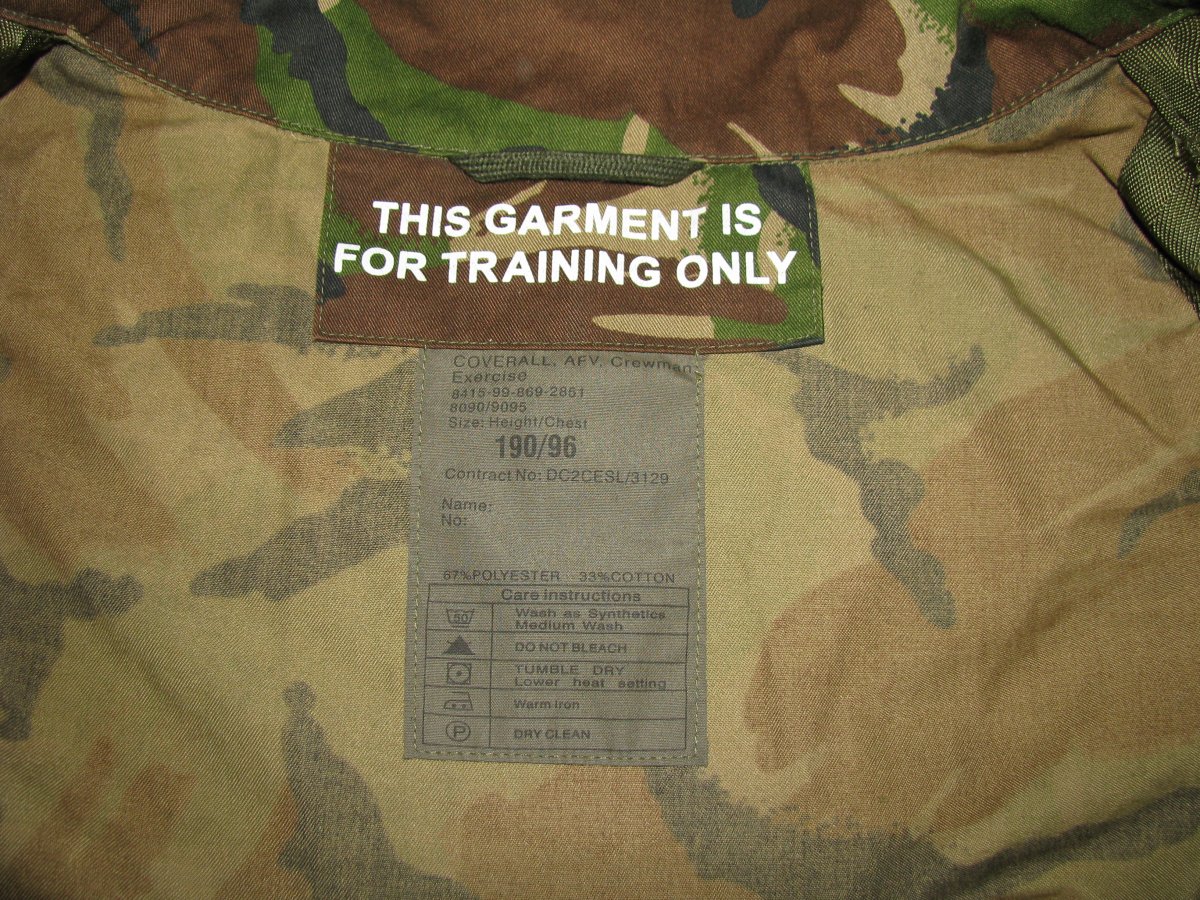 THIS GARMENT IS
FOR TRAINING ONLY
COVERALL, AFV, Crewman
Exercise
8415-99-869-2861
8090/9095
Size: Height/Chest
190/96
Contract No: DC2CESL/3129
Name:
No:
67%POLYESTER 33%COTTON
Care instructions
50 Wash as Synthetics
Medium Wash
DO NOT BLEACH
TUMBLE DRY
Lower heat setting
Warm iron
P DRY CLEAN